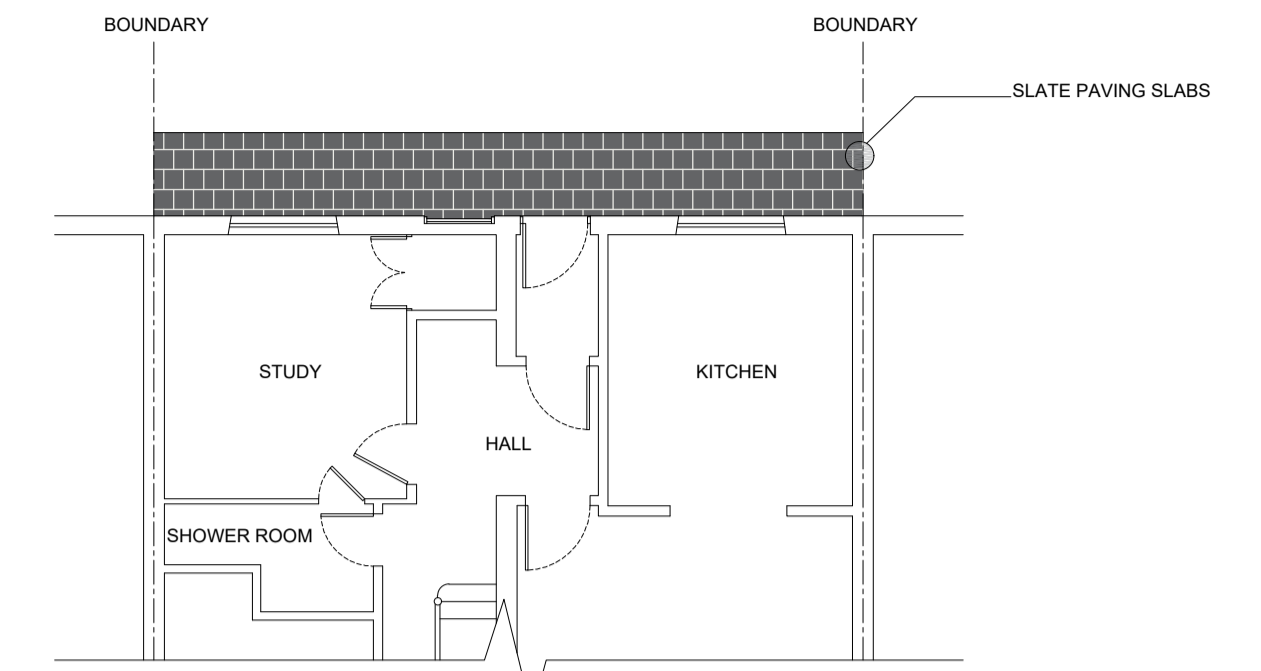 BOUNDARY
BOUNDARY
SLATE PAVING SLABS
STUDY
KITCHEN
HALL
SHOWER ROOM